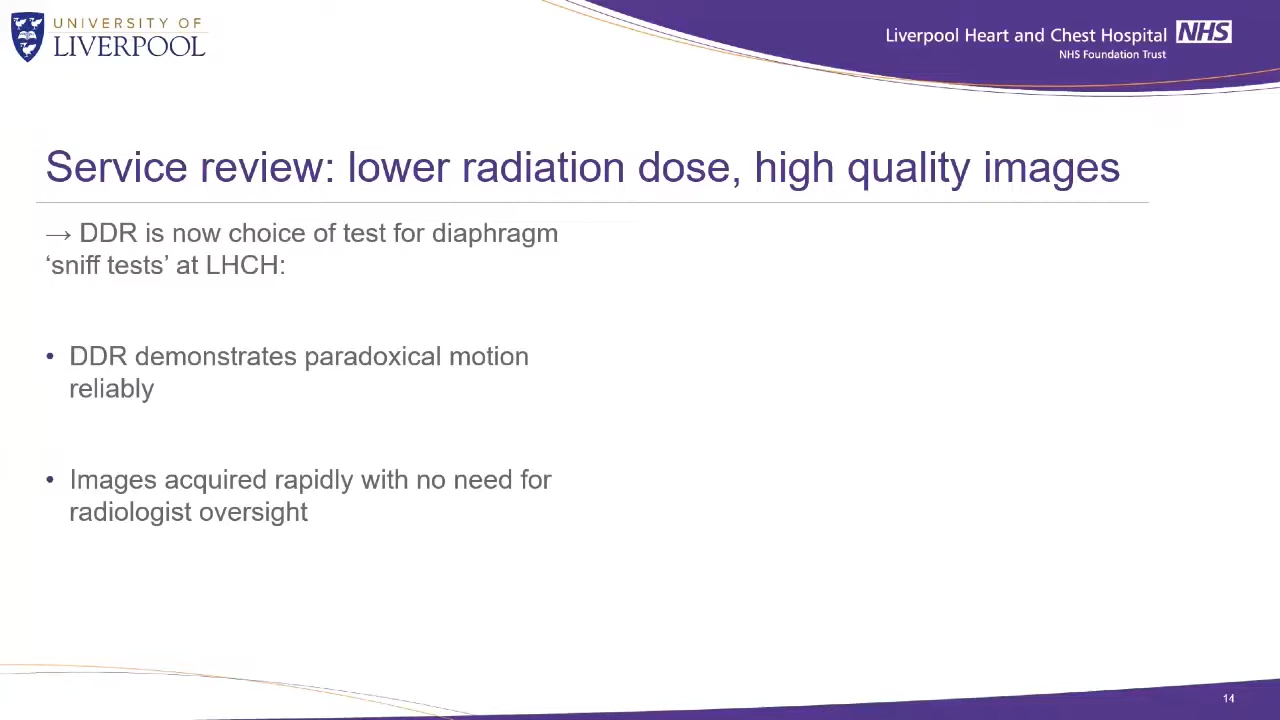 UNIVERSITY OF
LIVERPOOL
Liverpool Heart and Chest Hospital NHS
NHS Foundation Trust
Service review: lower radiation dose, high quality images
→ DDR is now choice of test for diaphragm
‘sniff tests’ at LHCH:
• DDR demonstrates paradoxical motion
reliably
• Images acquired rapidly with no need for
radiologist oversight
14